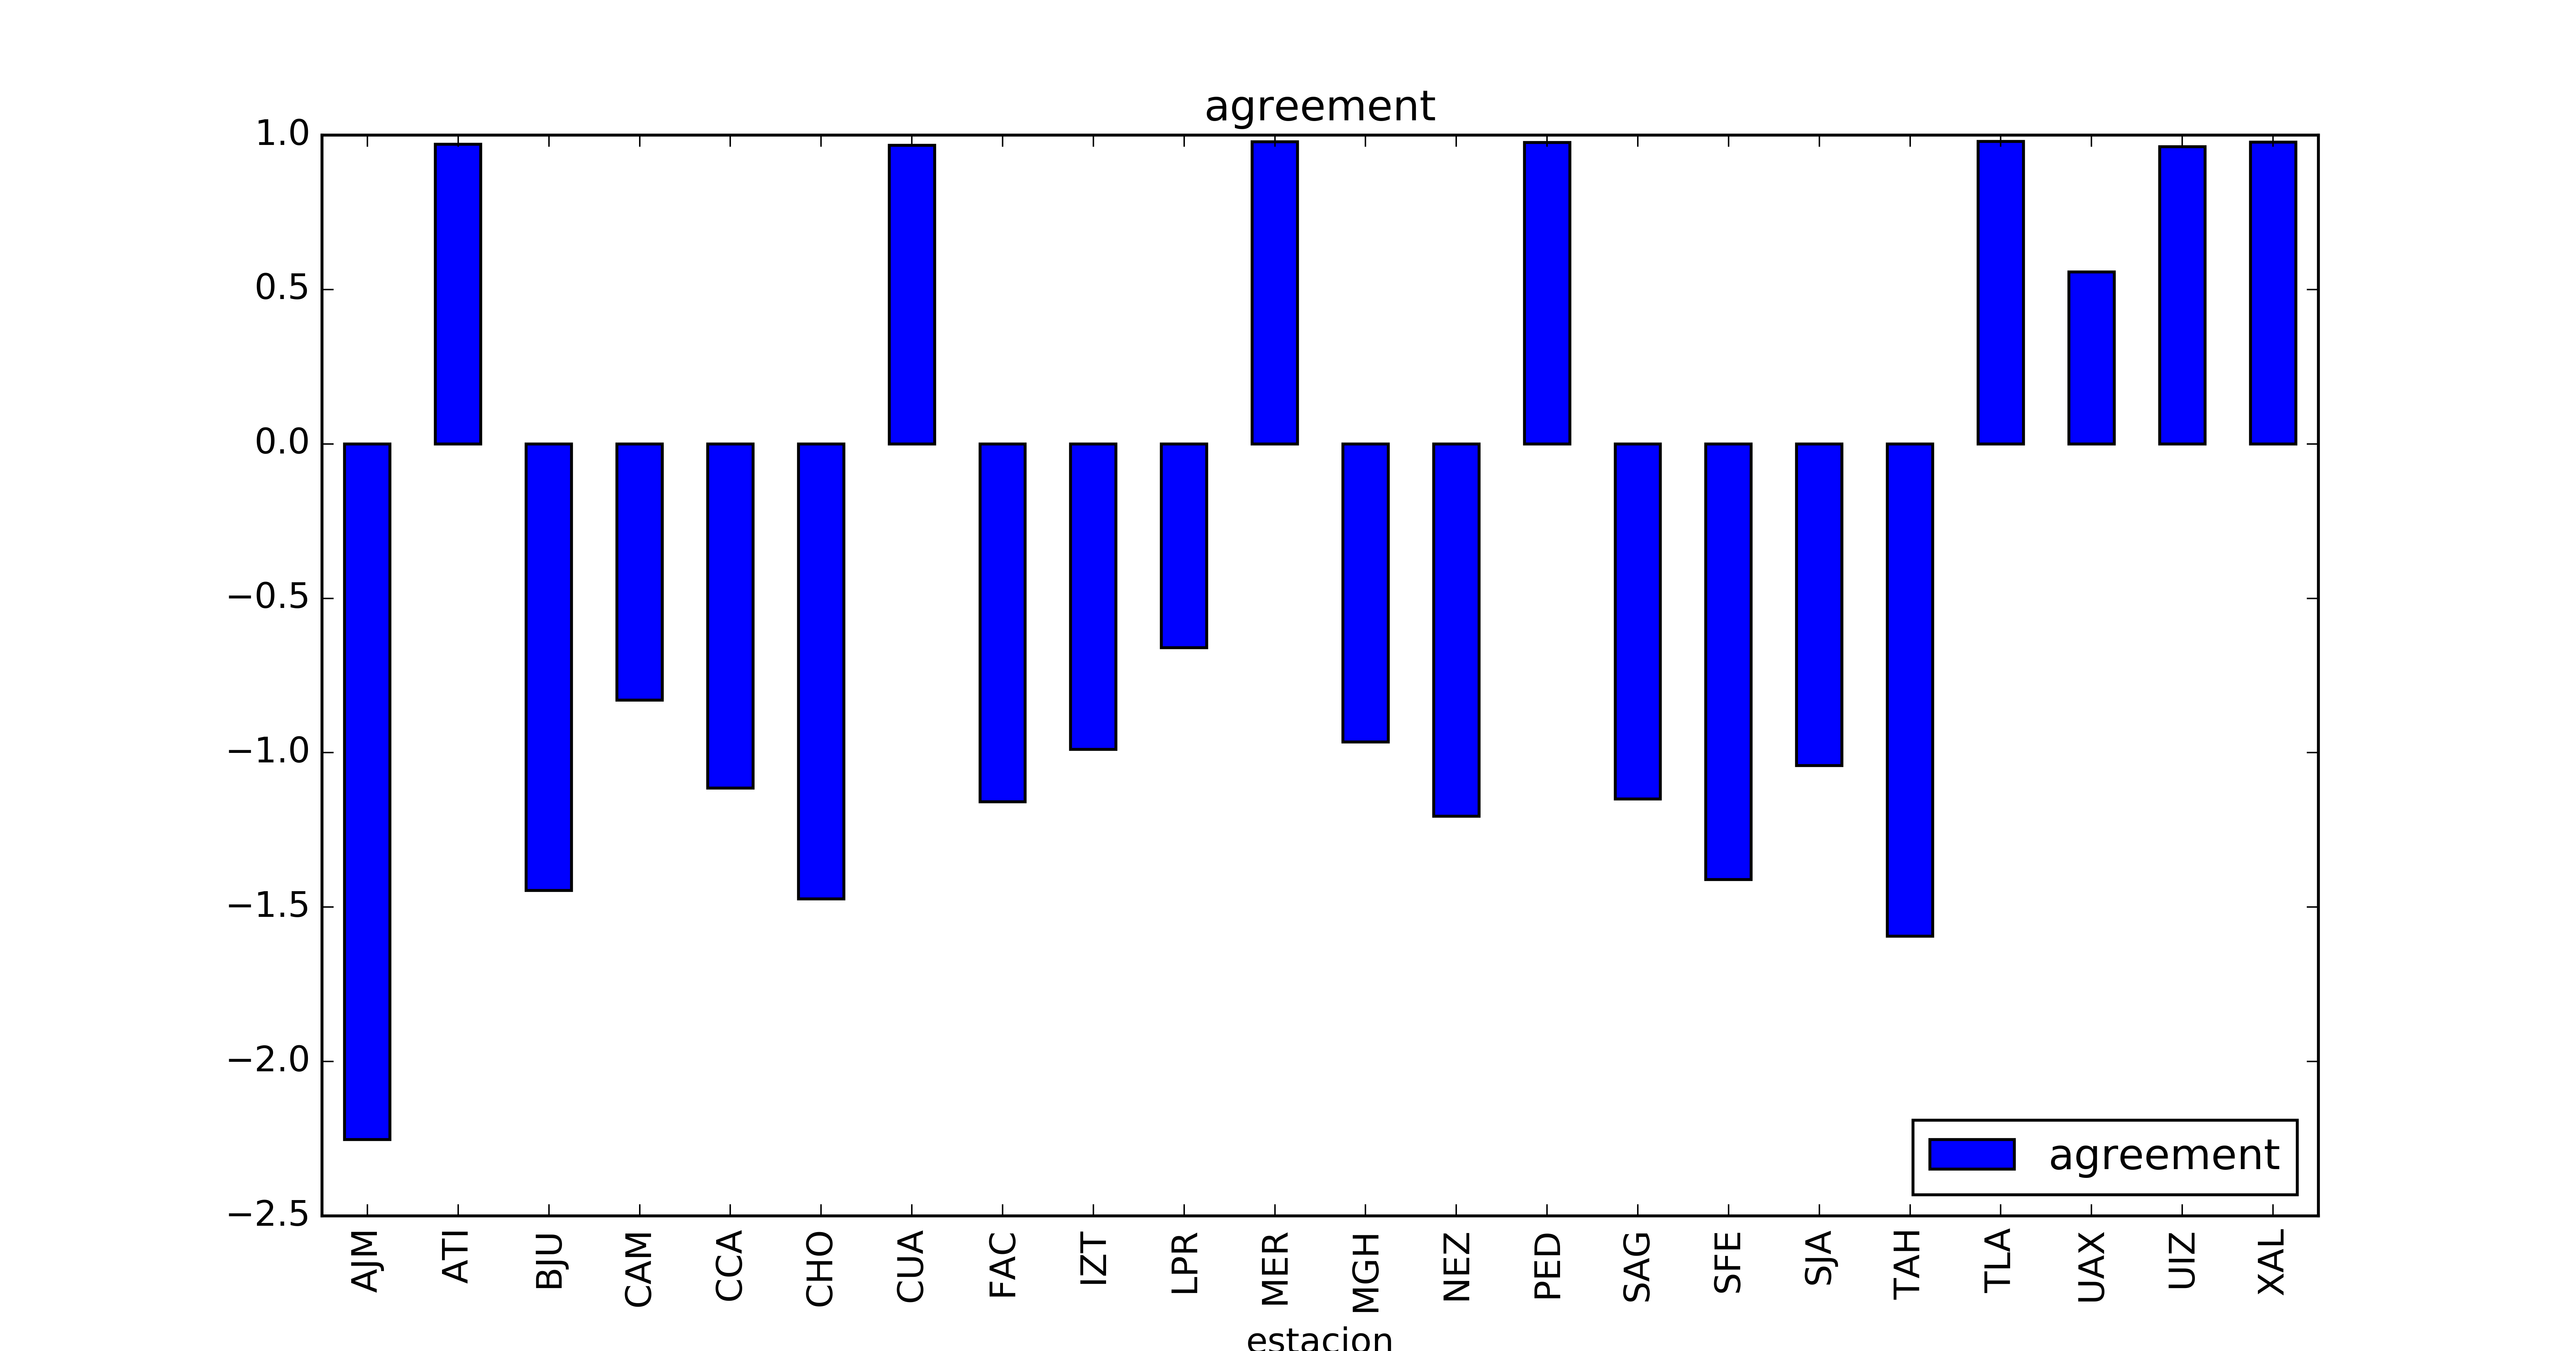 agreement
1.0
0.5
0.0
−0.5
−1.0
−1.5
−2.0
−2.5
agreement
AJM ATI BJU CAM CCA CHO CUA FAC IZT LPR MER MGH NEZ PED SAG SFE SJA TAH TLA UAX UIZ XAL
estacion